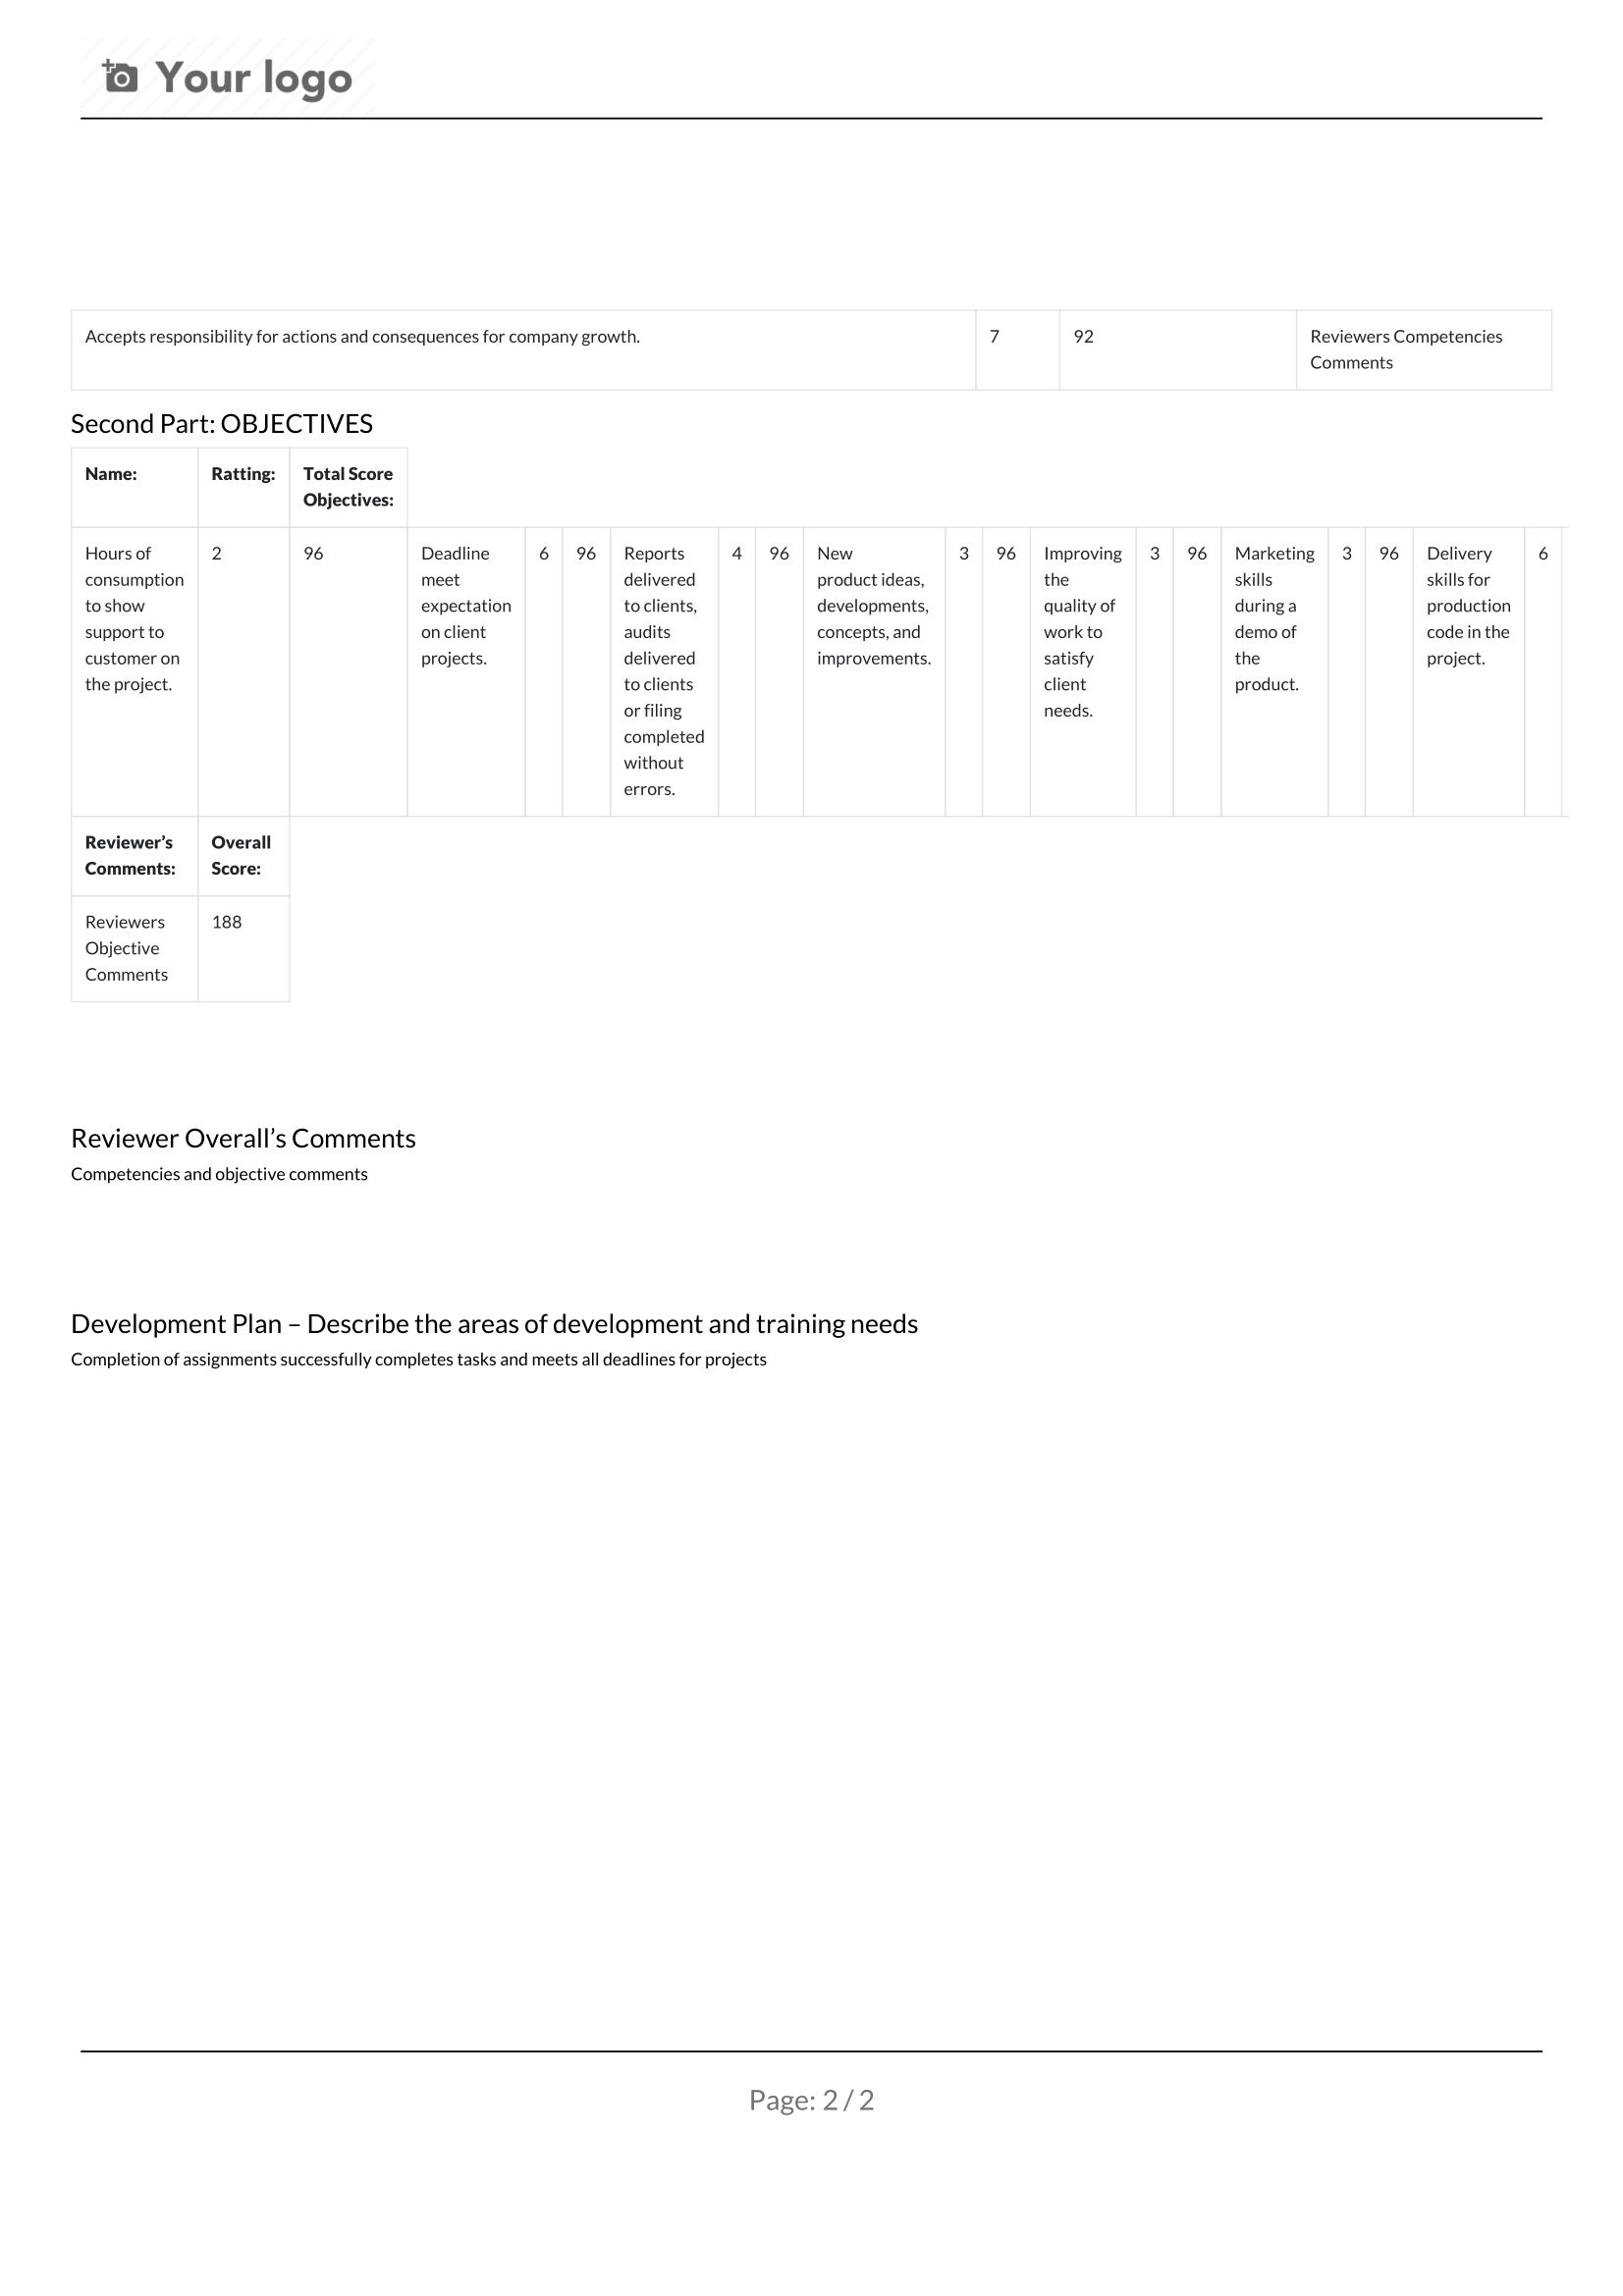 Your logo
Accepts responsibility for actions and consequences for company growth. 7 92 Reviewers Competencies
Comments
Second Part: OBJECTIVES
Name: Ratting: Total Score
Objectives:
Hours of
consumption
to show
support to
customer on
the project.
2
96
Deadline
meet
expectation
on client
projects.
6
96
Reports
delivered
to clients,
audits
delivered
to clients
or filing
completed
without
errors.
4
96
New
product ideas,
developments,
concepts, and
improvements.
3
96
Improving
the
quality of
work to
satisfy
client
needs.
3
96
Marketing
skills
during a
demo of
the
product.
3
96
Delivery
skills for
production
code in the
project.
6
Reviewer’s
Comments:
Overall
Score:
Reviewers
Objective
Comments
188
Reviewer Overall’s Comments
Competencies and objective comments
Development Plan – Describe the areas of development and training needs
Completion of assignments successfully completes tasks and meets all deadlines for projects
Page: 2 / 2